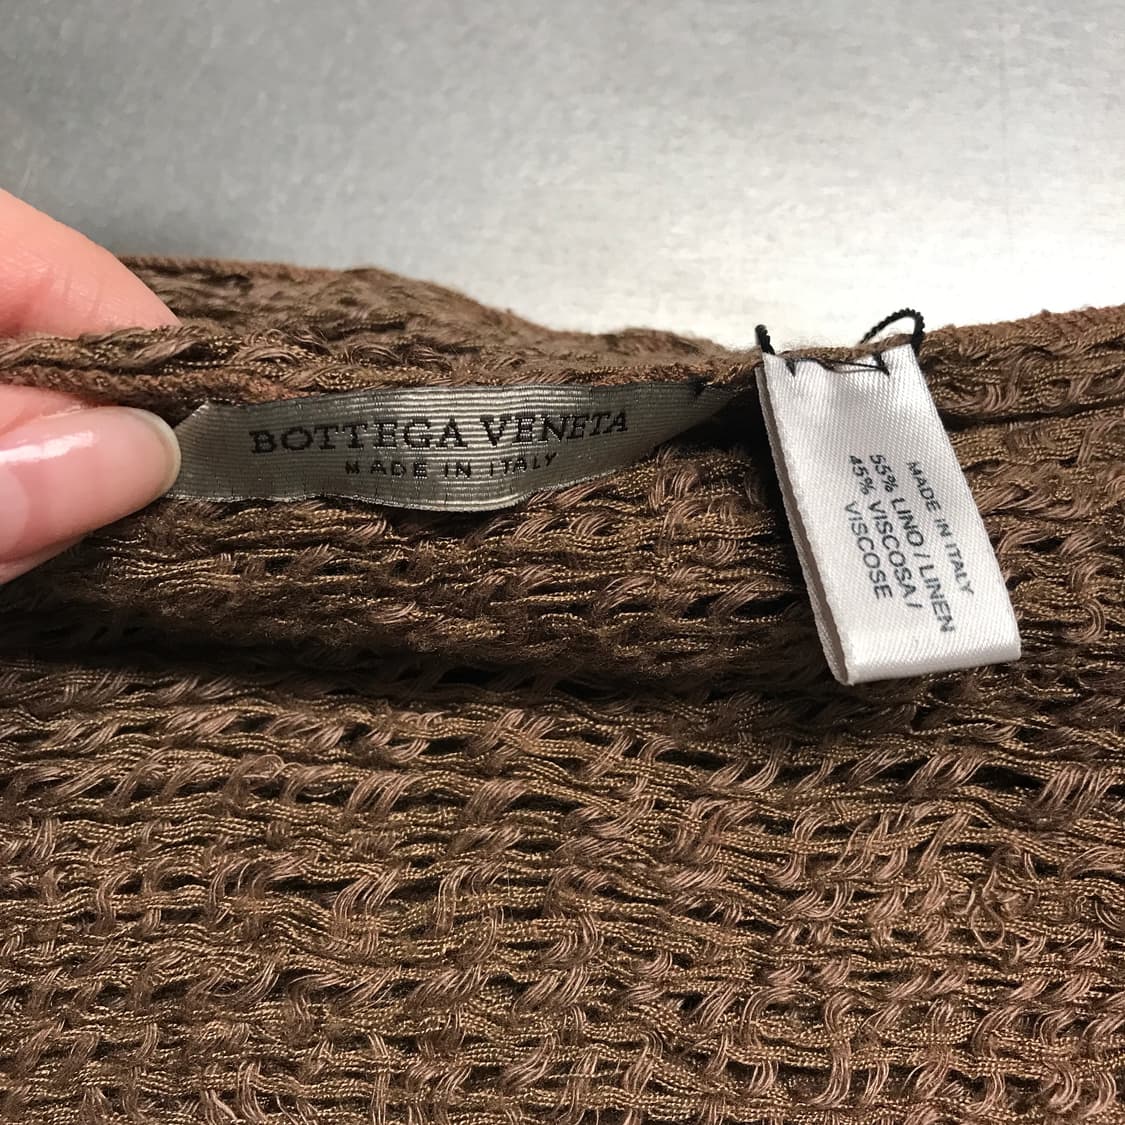 BOTTEGA VENETA
MADE IN ITALY
MADE IN ITALY
55% LINO / LINEN
45% VISCOSA /
VISCOSE